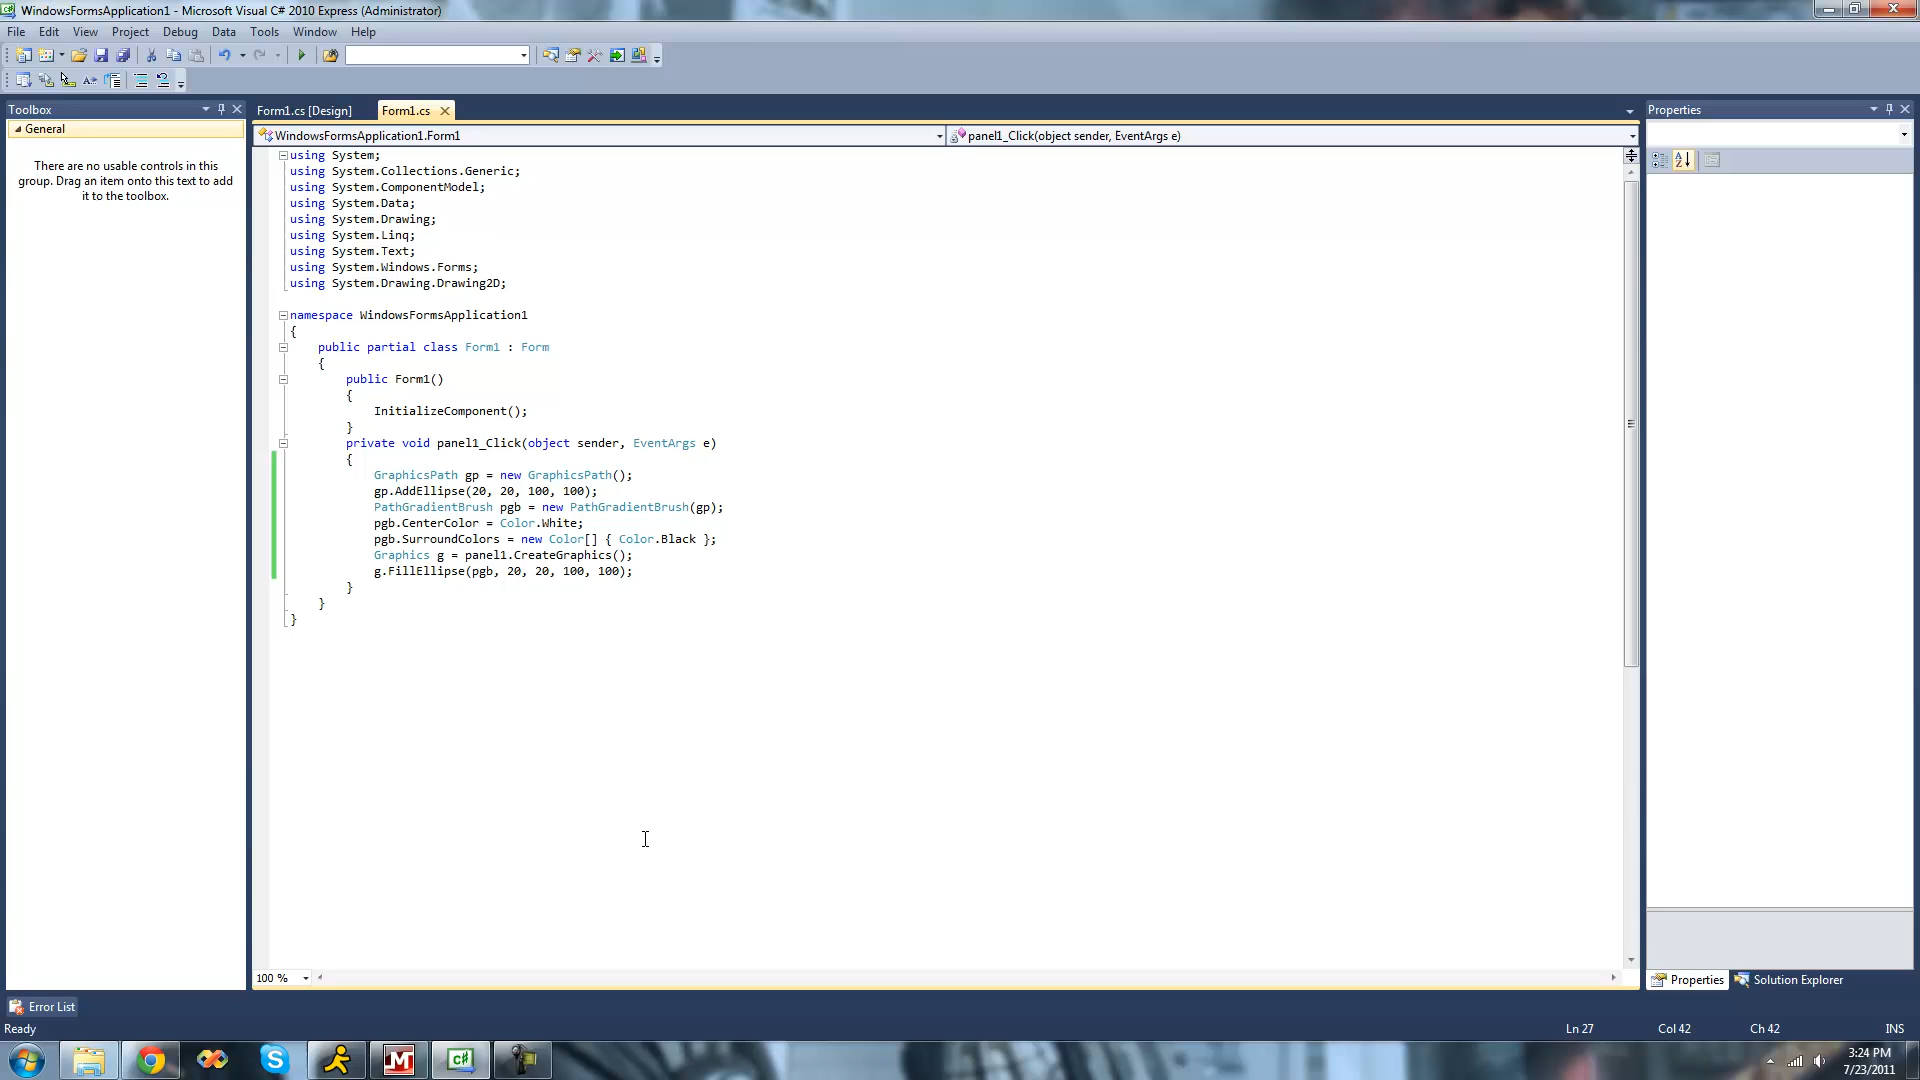 WindowsFormsApplication1 - Microsoft Visual C# 2010 Express (Administrator)
File Edit View Project Debug Data Tools Window Help
Toolbox
General
There are no usable controls in this
group. Drag an item onto this text to add
it to the toolbox.
Form1.cs [Design] Form1.cs
WindowsFormsApplication1.Form1
panel1_Click(object sender, EventArgs e)
using System;
using System.Collections.Generic;
using System.ComponentModel;
using System.Data;
using System.Drawing;
using System.Linq;
using System.Text;
using System.Windows.Forms;
using System.Drawing.Drawing2D;
namespace WindowsFormsApplication1
{
public partial class Form1 : Form
{
public Form1()
{
InitializeComponent();
}
private void panel1_Click(object sender, EventArgs e)
{
GraphicsPath gp = new GraphicsPath();
gp.AddEllipse(20, 20, 100, 100);
PathGradientBrush pgb = new PathGradientBrush(gp);
pgb.CenterColor = Color.White;
pgb.SurroundColors = new Color[] { Color.Black };
Graphics g = panel1.CreateGraphics();
g.FillEllipse(pgb, 20, 20, 100, 100);
}
}
}
100 %
Properties
Properties Solution Explorer
Error List
Ready
Ln 27 Col 42 Ch 42 INS
3:24 PM
7/23/2011